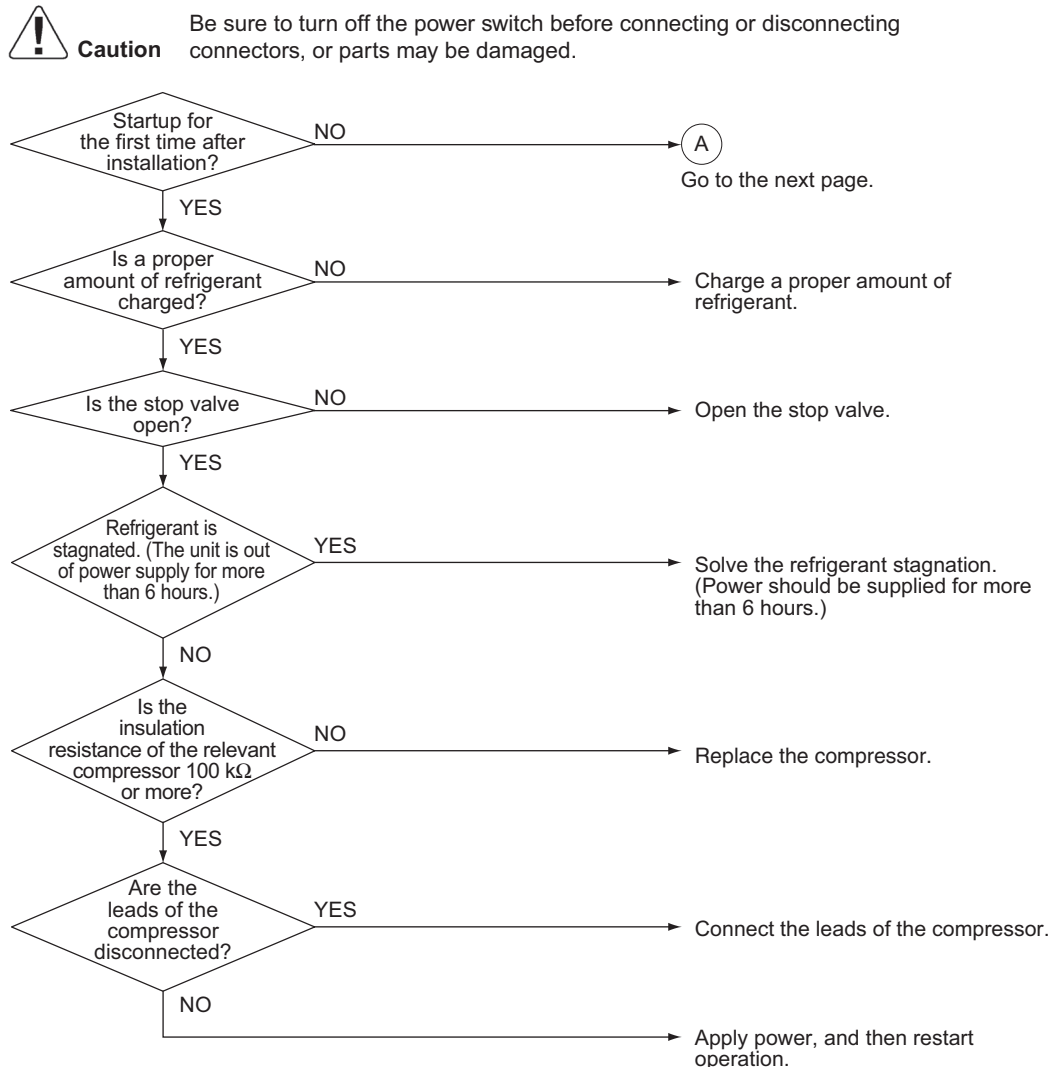 Be sure to turn off the power switch before connecting or disconnecting
Caution connectors, or parts may be damaged.
Startup for
the first time after
installation?
NO
A
Go to the next page.
YES
Is a proper
amount of refrigerant
charged?
NO
Charge a proper amount of
refrigerant.
YES
Is the stop valve
open?
NO
Open the stop valve.
YES
Refrigerant is
stagnated. (The unit is out
of power supply for more
than 6 hours.)
YES
Solve the refrigerant stagnation.
(Power should be supplied for more
than 6 hours.)
NO
Is the
insulation
resistance of the relevant
compressor 100 kΩ
or more?
NO
Replace the compressor.
YES
Are the
leads of the
compressor
disconnected?
YES
Connect the leads of the compressor.
NO
Apply power, and then restart
operation.